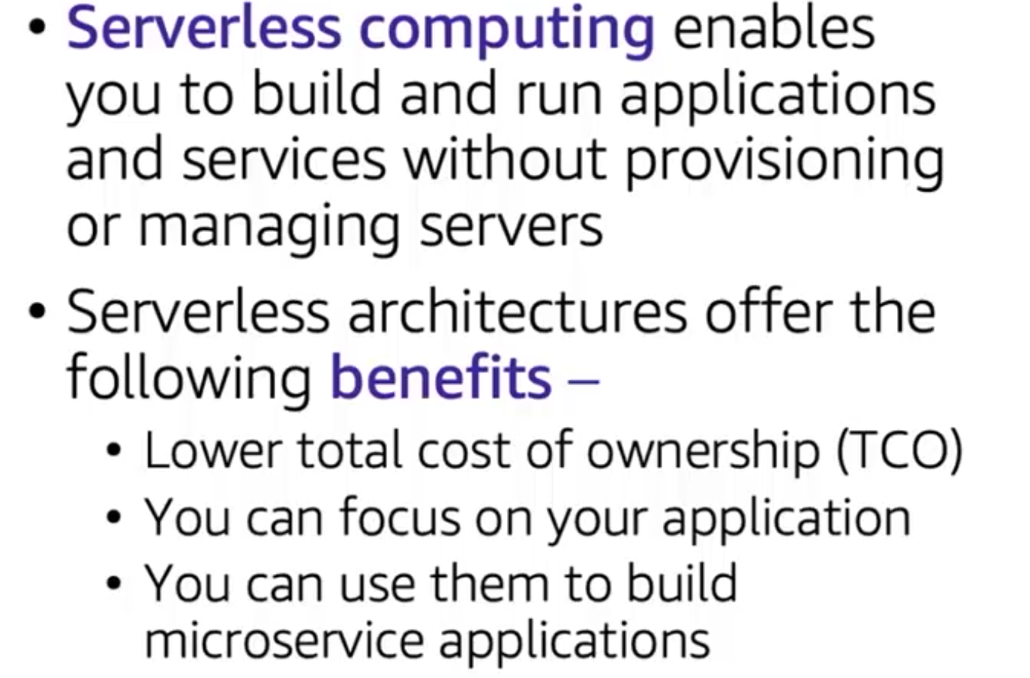 • Serverless computing enables
you to build and run applications
and services without provisioning
or managing servers
• Serverless architectures offer the
following benefits –
• Lower total cost of ownership (TCO)
• You can focus on your application
• You can use them to build
microservice applications